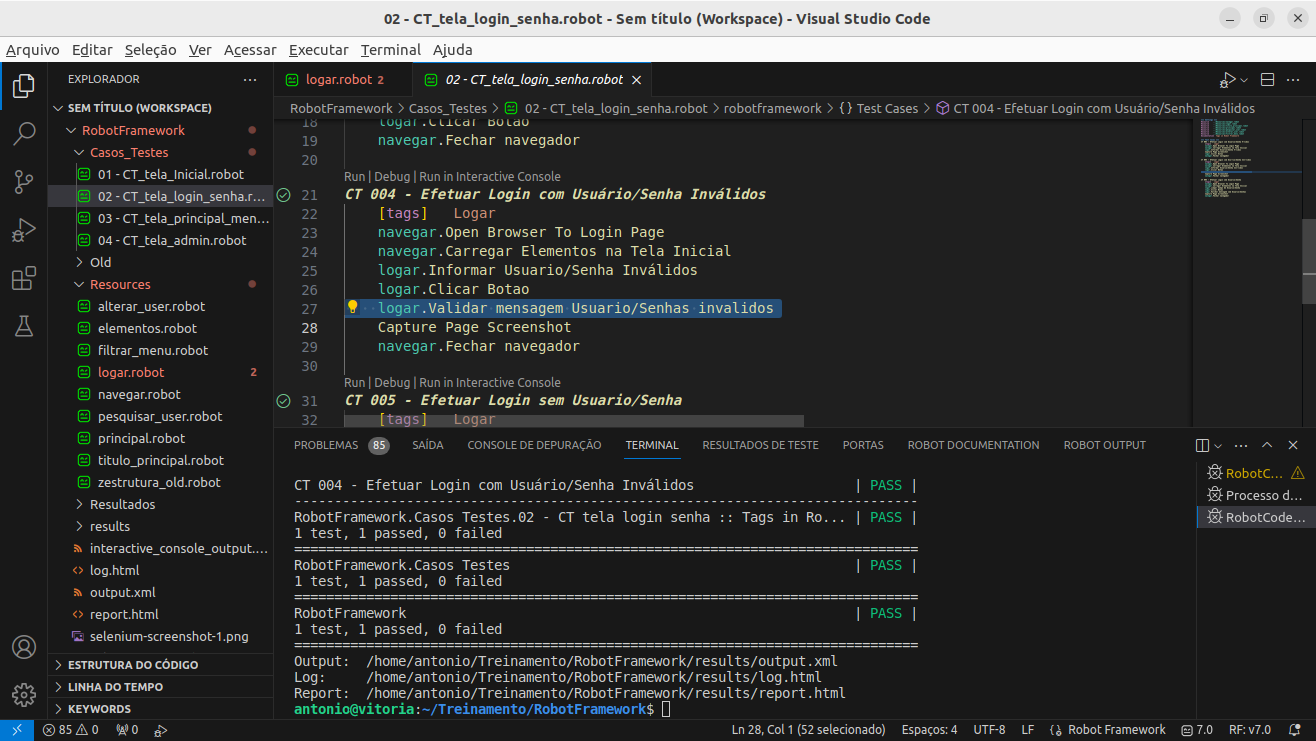 02 - CT_tela_login_senha.robot - Sem título (Workspace) - Visual Studio Code
Arquivo Editar Seleção Ver Acessar Executar Terminal Ajuda
EXPLORADOR
SEM TÍTULO (WORKSPACE)
RobotFramework
Casos_Testes
01 - CT_tela_Inicial.robot
02 - CT_tela_login_senha.r...
03 - CT_tela_principal_men...
04 - CT_tela_admin.robot
Old
Resources
alterar_user.robot
elementos.robot
filtrar_menu.robot
logar.robot 2
navegar.robot
pesquisar_user.robot
principal.robot
titulo_principal.robot
zestrutura_old.robot
Resultados
results
interactive_console_output....
log.html
output.xml
report.html
selenium-screenshot-1.png
ESTRUTURA DO CÓDIGO
LINHA DO TEMPO
KEYWORDS
logar.robot 2
02 - CT_tela_login_senha.robot
RobotFramework > Casos_Testes > 02 - CT_tela_login_senha.robot > robotframework > {} Test Cases > CT 004 - Efetuar Login com Usuário/Senha Inválidos
18 logar.Clicar Botao
19 navegar.Fechar navegador
20
Run | Debug | Run in Interactive Console
21 CT 004 - Efetuar Login com Usuário/Senha Inválidos
22 [tags] Logar
23 navegar.Open Browser To Login Page
24 navegar.Carregar Elementos na Tela Inicial
25 logar.Informar Usuario/Senha Inválidos
26 logar.Clicar Botao
27 logar.Validar mensagem Usuario/Senhas invalidos
28 Capture Page Screenshot
29 navegar.Fechar navegador
30
Run | Debug | Run in Interactive Console
31 CT 005 - Efetuar Login sem Usuario/Senha
32 [tags] Logar
PROBLEMAS 85 SAÍDA CONSOLE DE DEPURAÇÃO TERMINAL RESULTADOS DE TESTE PORTAS ROBOT DOCUMENTATION ROBOT OUTPUT
CT 004 - Efetuar Login com Usuário/Senha Inválidos | PASS |
------------------------------------------------------------------------------
RobotFramework.Casos Testes.02 - CT tela login senha :: Tags in Ro... | PASS |
1 test, 1 passed, 0 failed
==============================================================================
RobotFramework.Casos Testes | PASS |
1 test, 1 passed, 0 failed
==============================================================================
RobotFramework | PASS |
1 test, 1 passed, 0 failed
==============================================================================
Output: /home/antonio/Treinamento/RobotFramework/results/output.xml
Log: /home/antonio/Treinamento/RobotFramework/results/log.html
Report: /home/antonio/Treinamento/RobotFramework/results/report.html
antonio@vitoria:~/Treinamento/RobotFramework$
RobotC...
Processo d...
RobotCode...
85 0 0 Ln 28, Col 1 (52 selecionado) Espaços: 4 UTF-8 LF Robot Framework 7.0 RF: v7.0